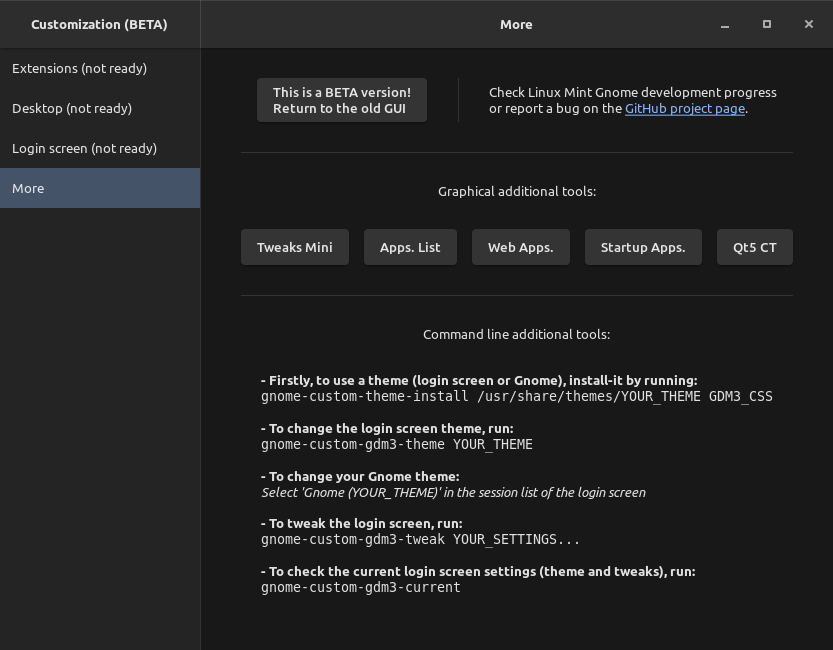 Customization (BETA)
More
Extensions (not ready)
Desktop (not ready)
Login screen (not ready)
More
This is a BETA version!
Return to the old GUI
Check Linux Mint Gnome development progress
or report a bug on the GitHub project page.
Graphical additional tools:
Tweaks Mini
Apps. List
Web Apps.
Startup Apps.
Qt5 CT
Command line additional tools:
- Firstly, to use a theme (login screen or Gnome), install-it by running:
gnome-custom-theme-install /usr/share/themes/YOUR_THEME GDM3_CSS
- To change the login screen theme, run:
gnome-custom-gdm3-theme YOUR_THEME
- To change your Gnome theme:
Select 'Gnome (YOUR_THEME)' in the session list of the login screen
- To tweak the login screen, run:
gnome-custom-gdm3-tweak YOUR_SETTINGS...
- To check the current login screen settings (theme and tweaks), run:
gnome-custom-gdm3-current